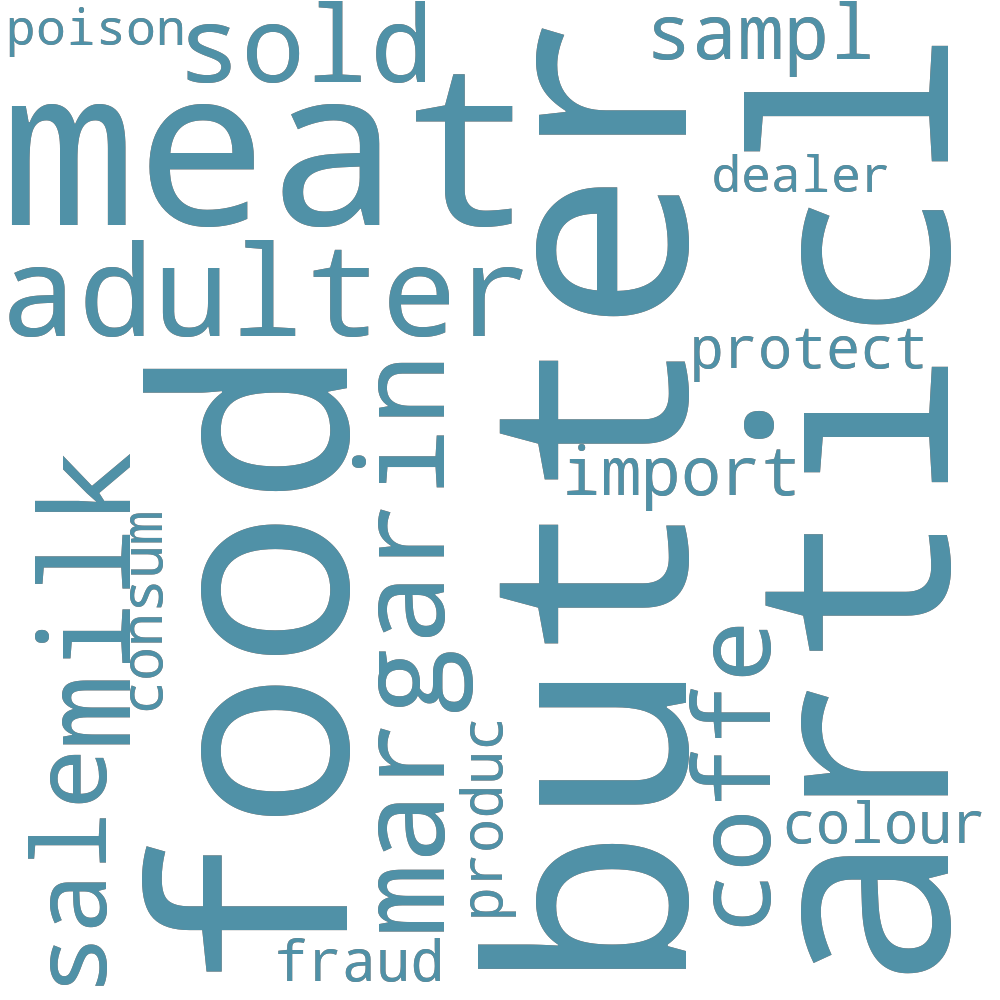 poison
sold
sampl
meat
dealer
adulter
protect
import
milk
sale
consum
food
margarin
produc
butter
coffe
articl
colour
fraud